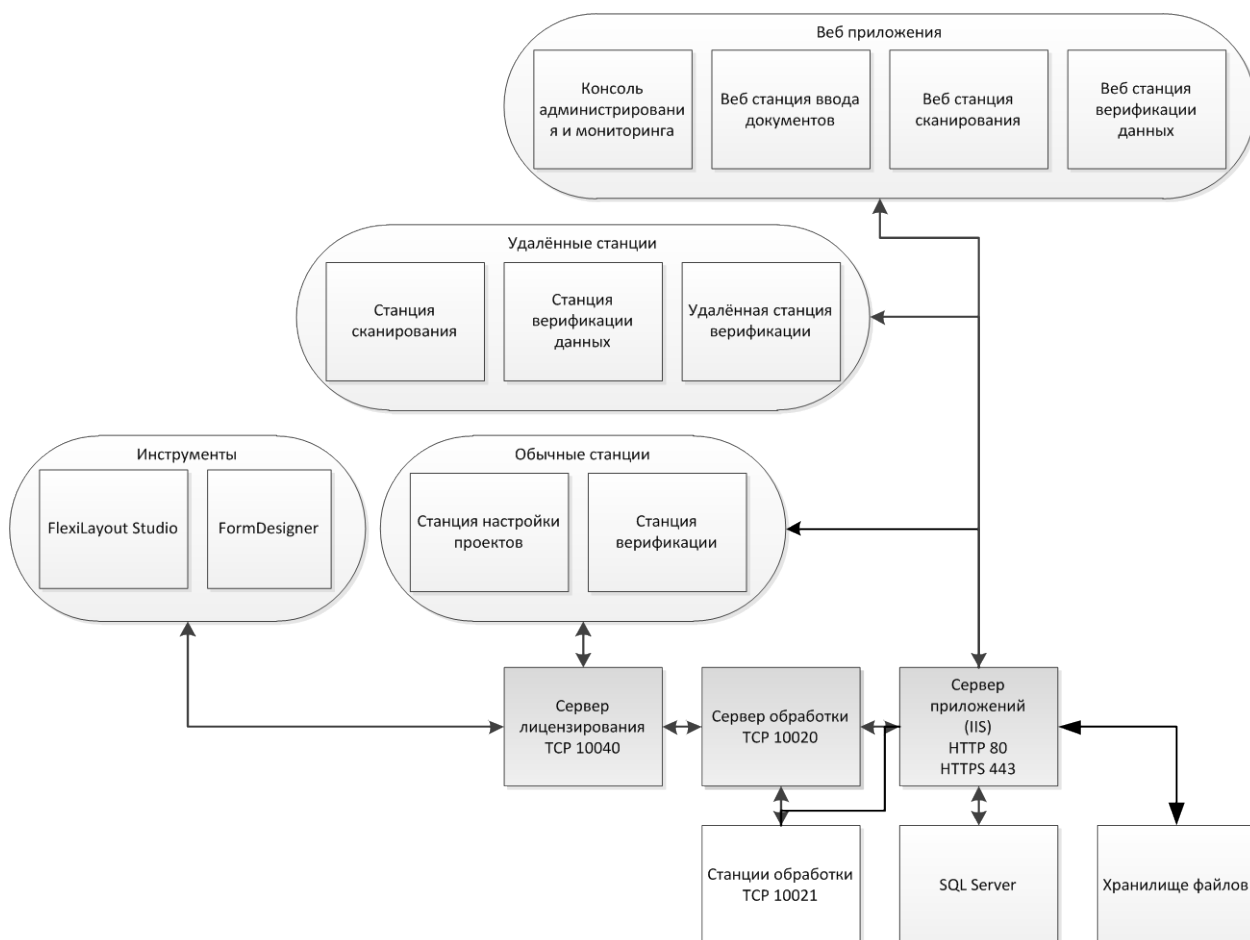 Веб приложения
Консоль
администрировани
я и мониторинга
Веб станция ввода
документов
Веб станция
сканирования
Веб станция
верификации
данных
Удалённые станции
Станция
сканирования
Станция
верификации
данных
Удалённая станция
верификации
Инструменты
FlexiLayout Studio
FormDesigner
Обычные станции
Станция настройки
проектов
Станция
верификации
Сервер
лицензирования
TCP 10040
Сервер обработки
TCP 10020
Сервер
приложений
(IIS)
HTTP 80
HTTPS 443
Станции обработки
TCP 10021
SQL Server
Хранилище файлов